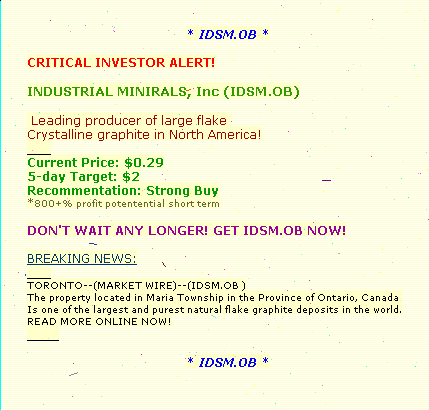 * IDSM.OB *
CRITICAL INVESTOR ALERT!
INDUSTRIAL MINIRALS, Inc (IDSM.OB)
Leading producer of large flake
Crystalline graphite in North America!
Current Price: $0.29
5-day Target: $2
Recommentation: Strong Buy
*800+% profit potentential short term
DON'T WAIT ANY LONGER! GET IDSM.OB NOW!
BREAKING NEWS:
TORONTO--(MARKET WIRE)--(IDSM.OB )
The property located in Maria Township in the Province of Ontario, Canada
Is one of the largest and purest natural flake graphite deposits in the world.
READ MORE ONLINE NOW!
* IDSM.OB *